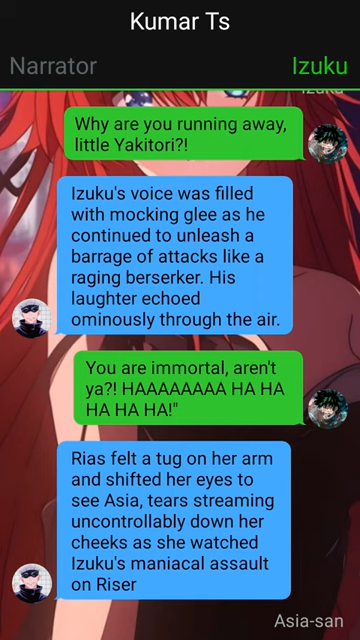 Kumar Ts
Narrator
Izuku
Izuku
Why are you running away,
little Yakitori?!
Izuku's voice was filled
with mocking glee as he
continued to unleash a
barrage of attacks like a
raging berserker. His
laughter echoed
ominously through the air.
You are immortal, aren't
ya?! HAAAAAAAA HA HA
HA HA HA!"
Rias felt a tug on her arm
and shifted her eyes to
see Asia, tears streaming
uncontrollably down her
cheeks as she watched
Izuku's maniacal assault
on Riser
Asia-san